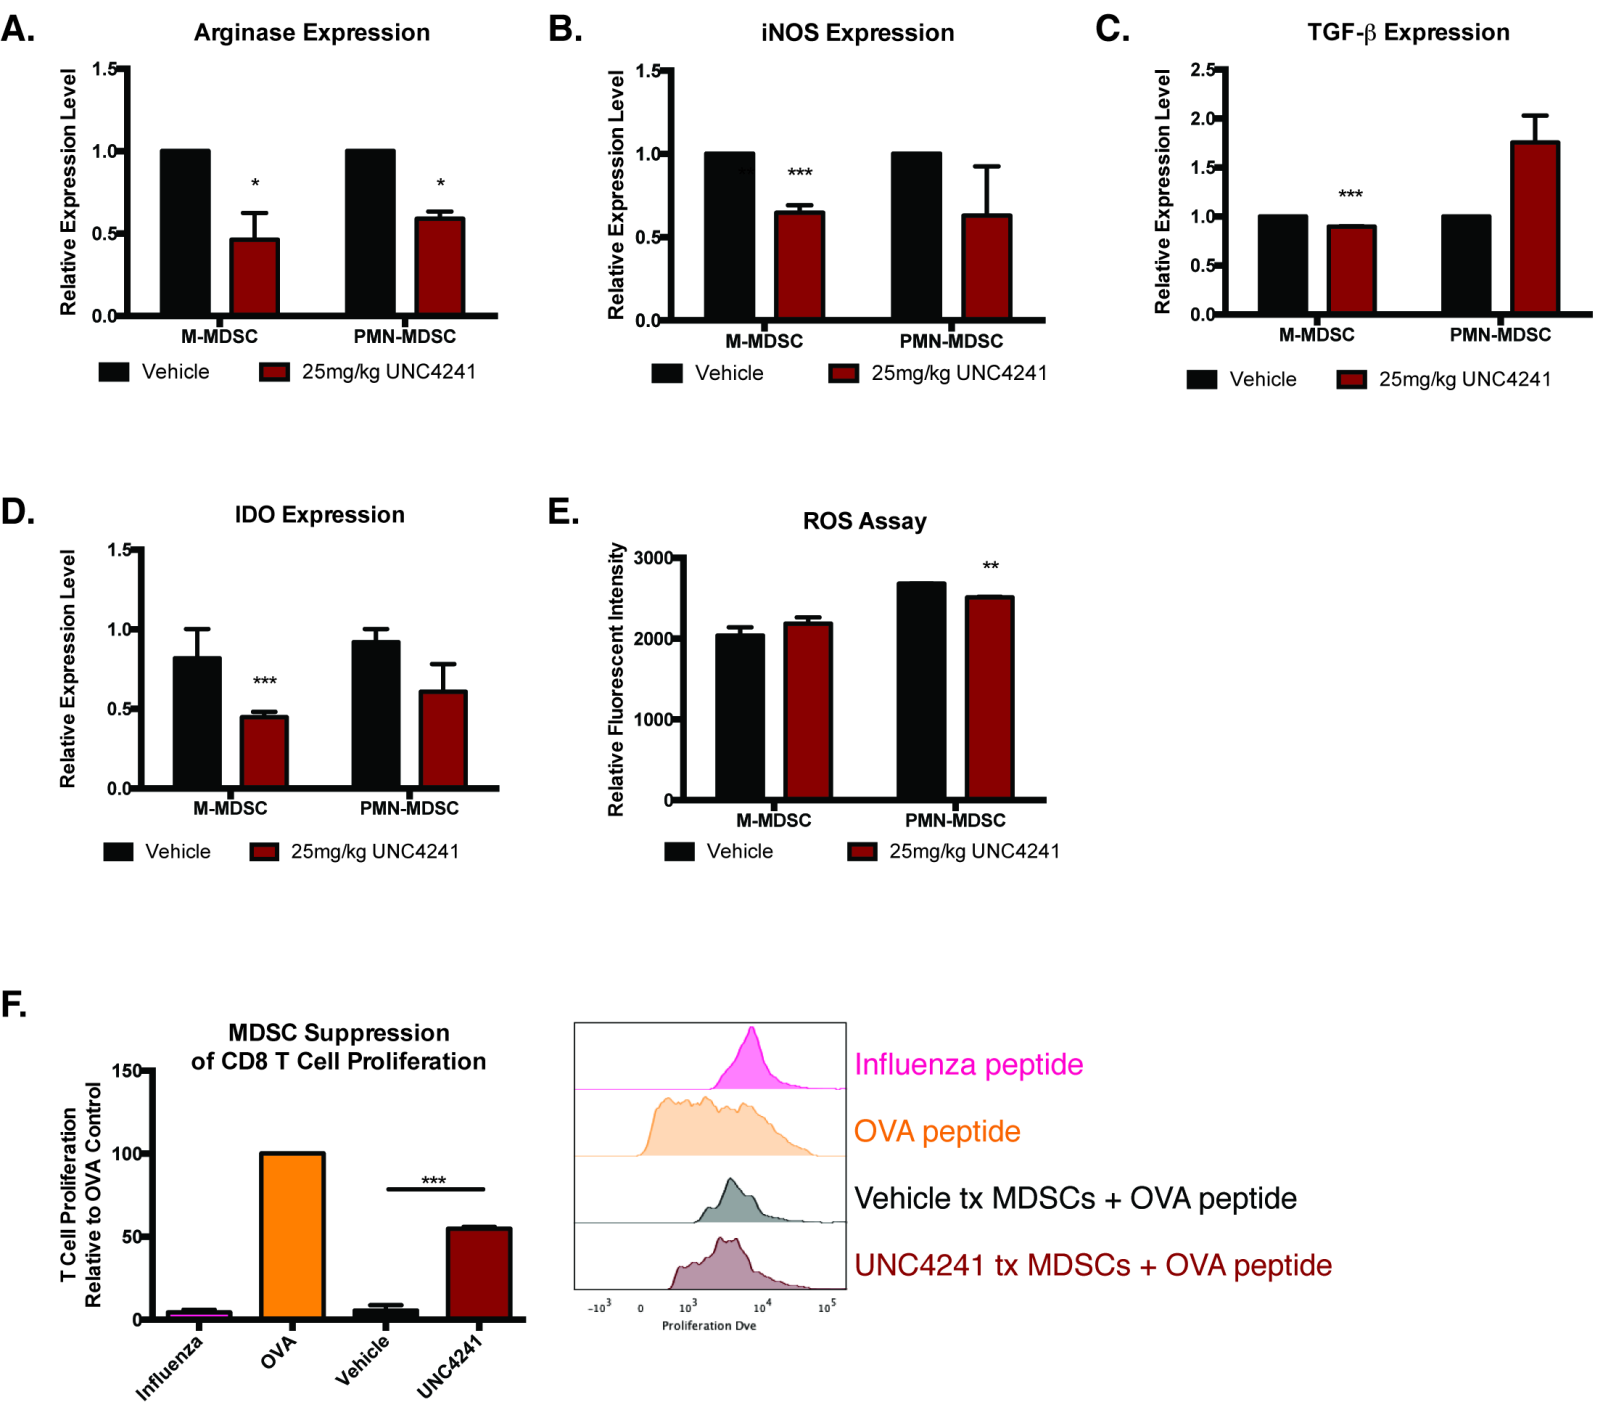 A.
Arginase Expression
Relative Expression Level
1.5
1.0
0.5
0.0
*
*
M-MDSC
PMN-MDSC
Vehicle
25mg/kg UNC4241
B.
iNOS Expression
Relative Expression Level
1.5
1.0
0.5
0.0
**
***
M-MDSC
PMN-MDSC
Vehicle
25mg/kg UNC4241
C.
TGF-β Expression
Relative Expression Level
2.5
2.0
1.5
1.0
0.5
0.0
***
M-MDSC
PMN-MDSC
Vehicle
25mg/kg UNC4241
D.
IDO Expression
Relative Expression Level
1.5
1.0
0.5
0.0
***
M-MDSC
PMN-MDSC
Vehicle
25mg/kg UNC4241
E.
ROS Assay
Relative Fluorescent Intensity
3000
2000
1000
0
**
M-MDSC
PMN-MDSC
Vehicle
25mg/kg UNC4241
F.
MDSC Suppression
of CD8 T Cell Proliferation
T Cell Proliferation
Relative to OVA Control
150
100
50
0
***
Influenza
OVA
Vehicle
UNC4241
Influenza peptide
OVA peptide
Vehicle tx MDSCs + OVA peptide
UNC4241 tx MDSCs + OVA peptide
-10³
0
10³
10⁴
10⁵
Proliferation Dve